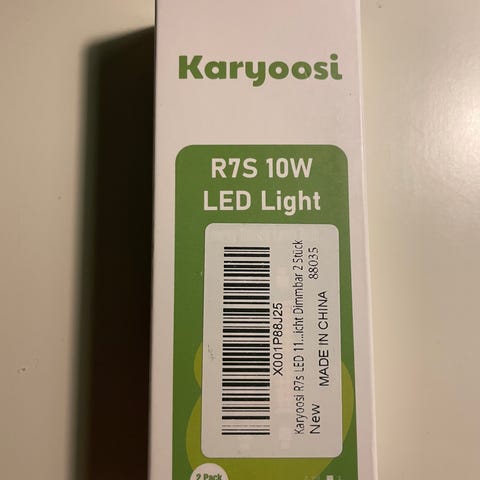 Karyoosi
R7S 10W
LED Light
X001P88J25
Karyoosi R7s LED 11...icht Dimmbar 2 Stück
88035
New
MADE IN CHINA
2 Pack